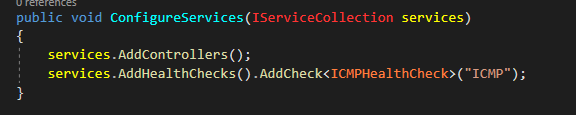 0 references
public void ConfigureServices(IServiceCollection services)
{
services.AddControllers();
services.AddHealthChecks().AddCheck<ICMPHealthCheck>("ICMP");
}